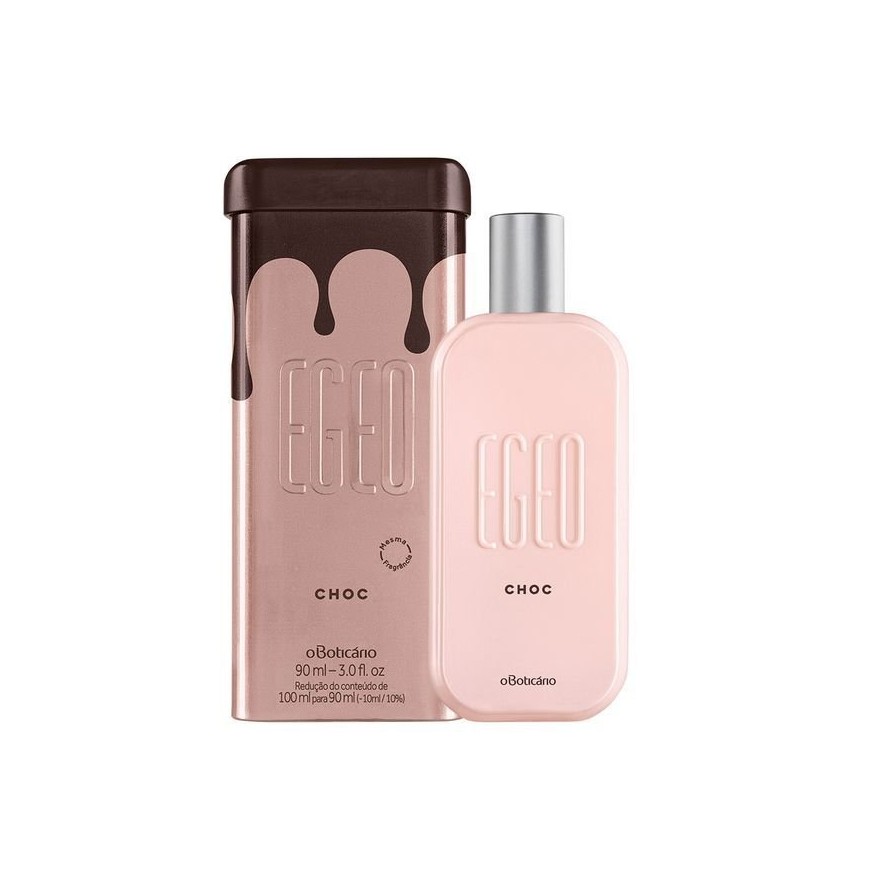 EGEO
Mesma
Fragrância
CHOC
oBoticário
90 ml – 3.0 fl. oz
Redução do conteúdo de
100 ml para 90 ml (-10ml / 10%)
EGEO
CHOC
oBoticário